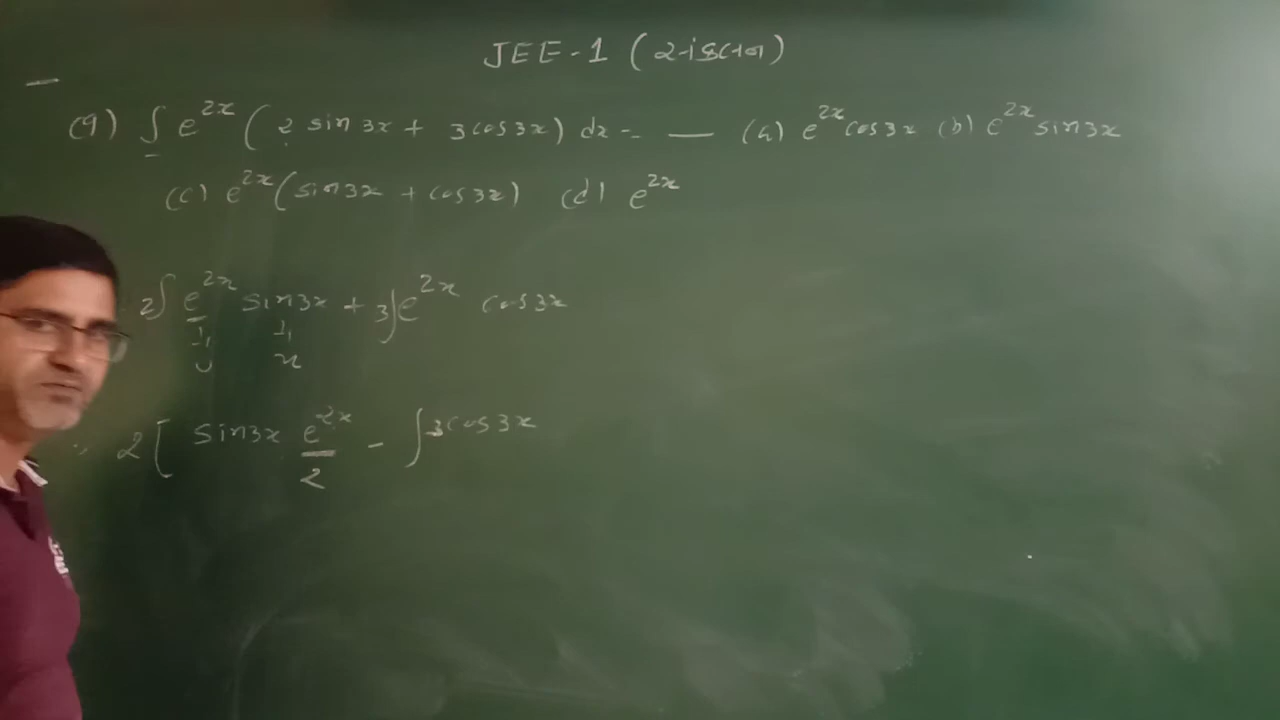 JEE-1 (
(9) ∫ e^2x ( 2 sin 3x + 3 cos 3x) dx = — (a) e^2x cos 3x (b) e^2x sin 3x
(c) e^2x (sin 3x + cos 3x) (d) e^2x
2∫ e^2x sin 3x + 3∫ e^2x cos 3x
2 [ sin 3x e^2x/2 - ∫ 3 cos 3x